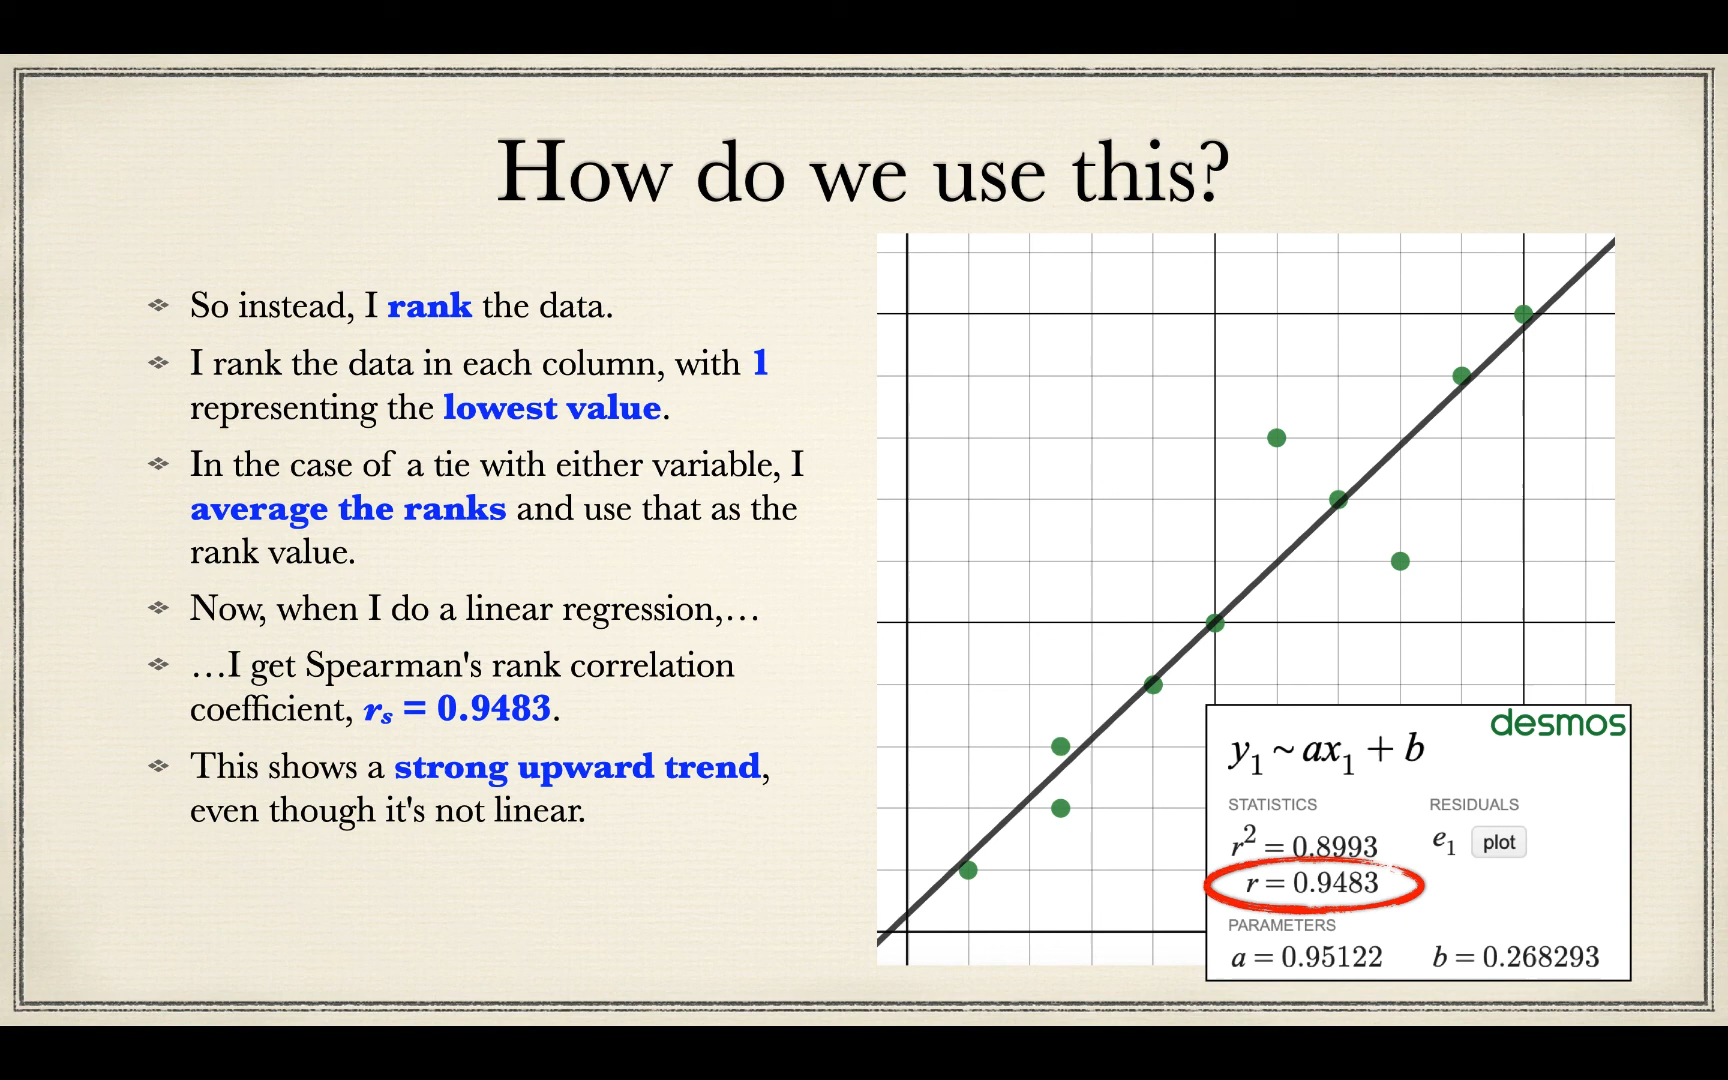 How do we use this?
So instead, I rank the data.
I rank the data in each column, with 1
representing the lowest value.
In the case of a tie with either variable, I
average the ranks and use that as the
rank value.
Now, when I do a linear regression,…
…I get Spearman's rank correlation
coefficient, rₛ = 0.9483.
This shows a strong upward trend,
even though it's not linear.
desmos
y₁ ~ ax₁ + b
STATISTICS RESIDUALS
r² = 0.8993 e₁ plot
r = 0.9483
PARAMETERS
a = 0.95122 b = 0.268293